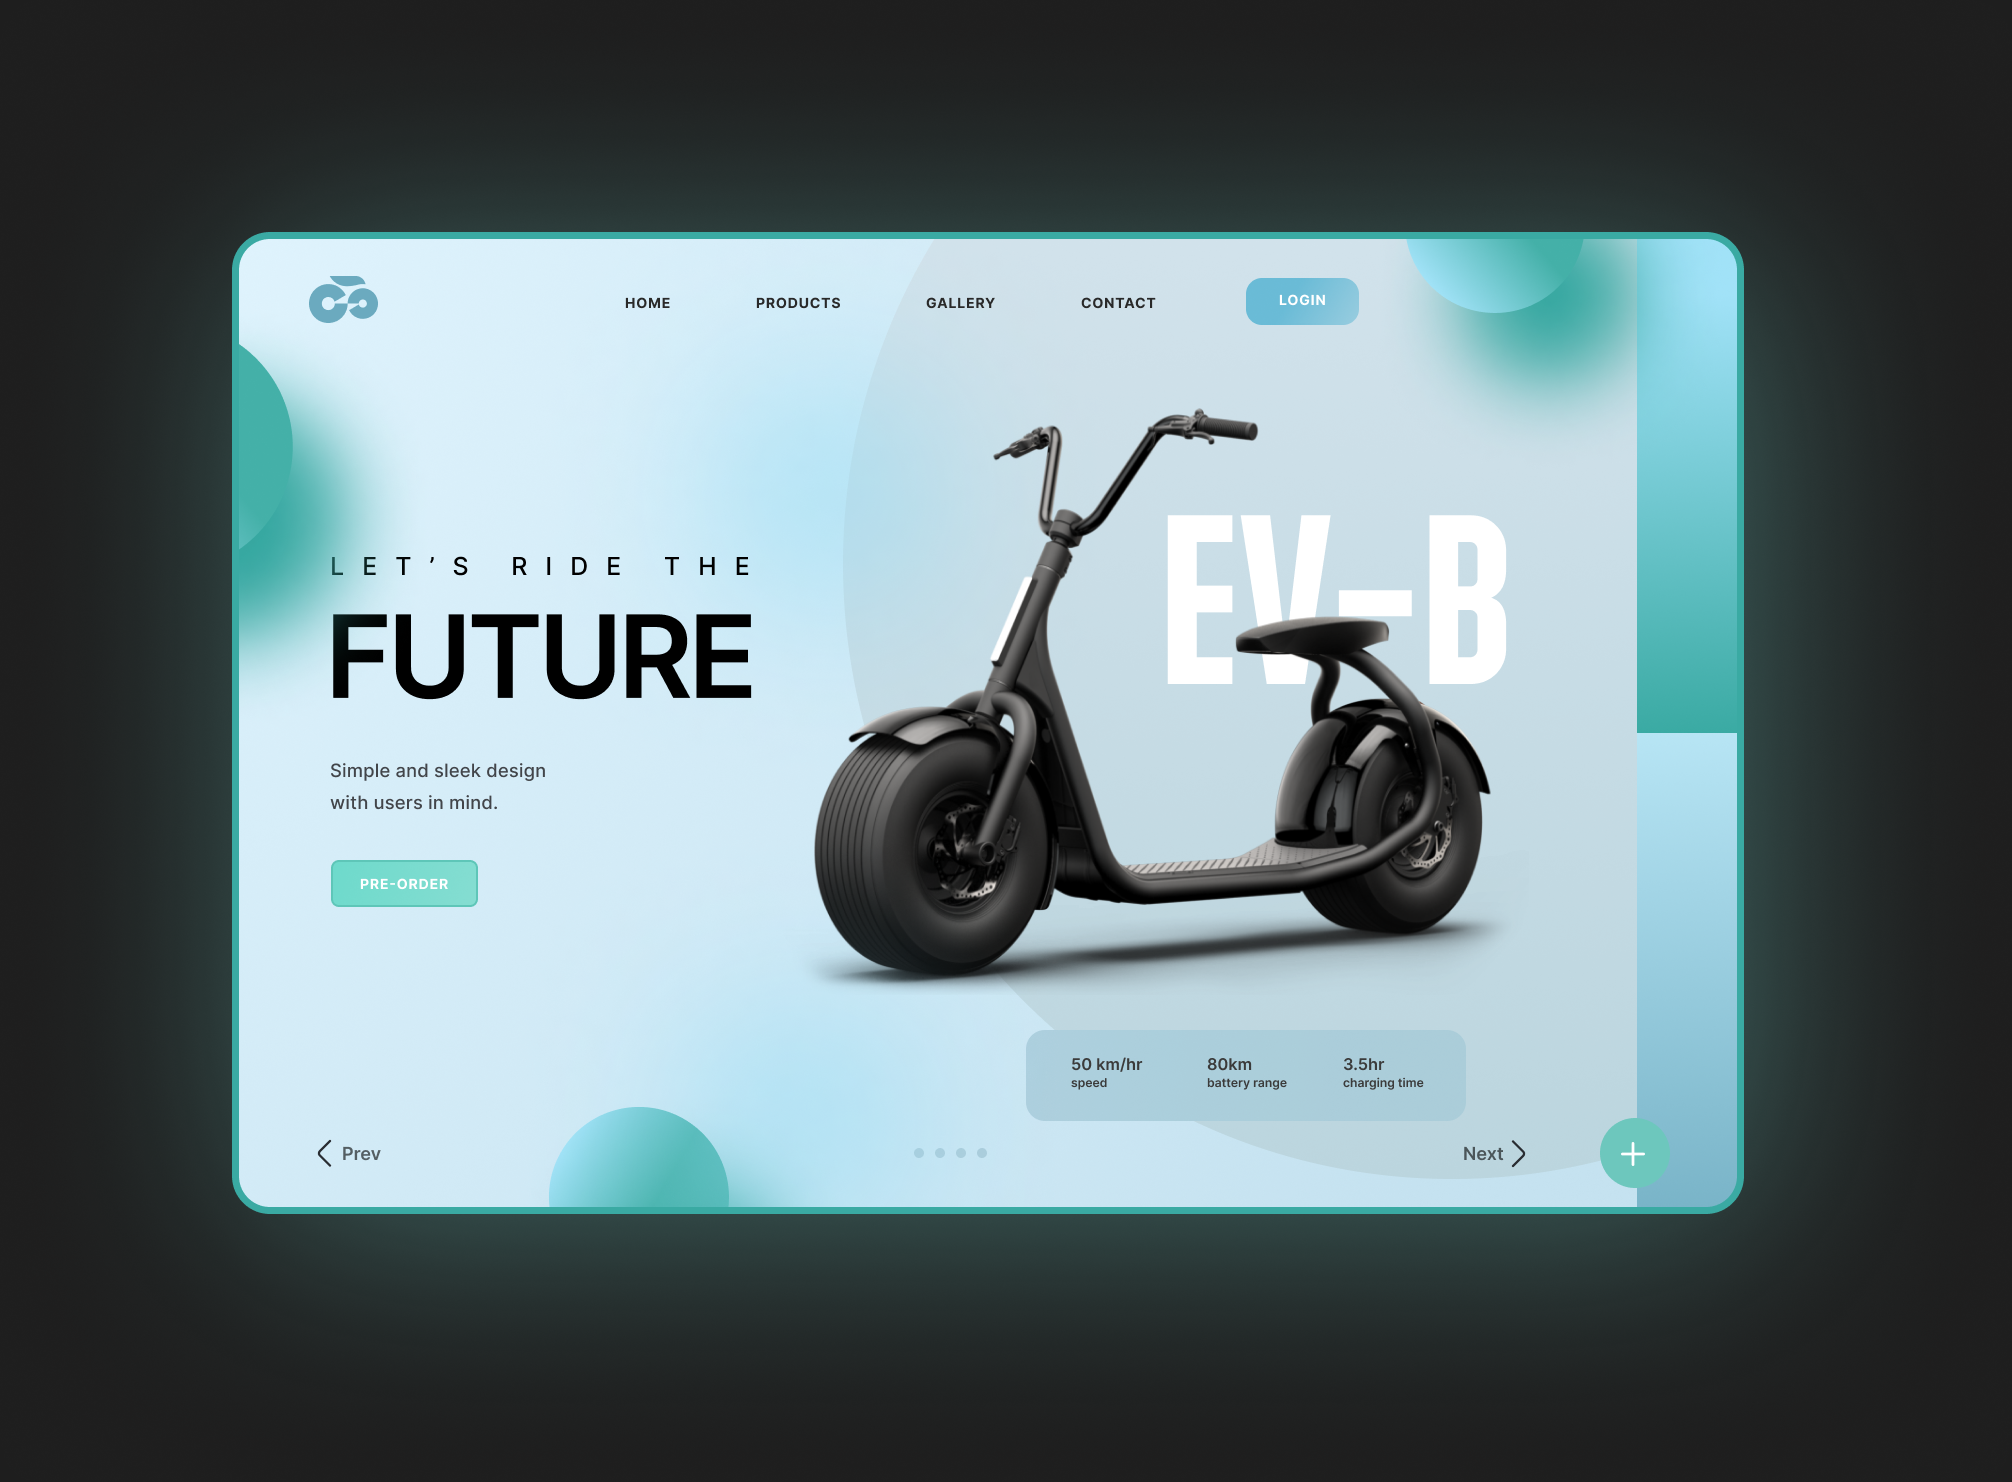 HOME PRODUCTS GALLERY CONTACT LOGIN
LET’S RIDE THE
FUTURE
Simple and sleek design
with users in mind.
PRE-ORDER
EV-B
50 km/hr
speed
80km
battery range
3.5hr
charging time
Prev
Next